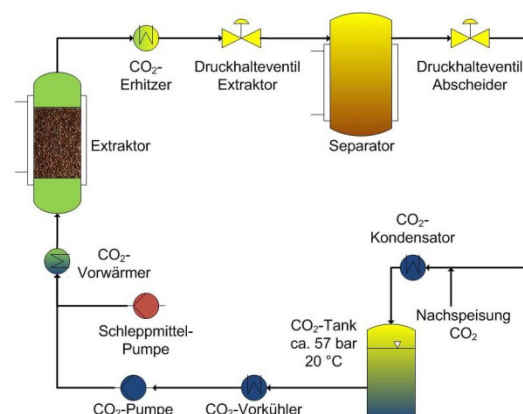 CO₂-
Erhitzer
Druckhalteventil
Extraktor
Separator
Druckhalteventil
Abscheider
Extraktor
CO₂-
Vorwärmer
Schleppmittel-
Pumpe
CO₂-
Kondensator
Nachspeisung
CO₂
CO₂-Tank
ca. 57 bar
20 °C
CO₂-Pumpe
CO₂-Vorkühler